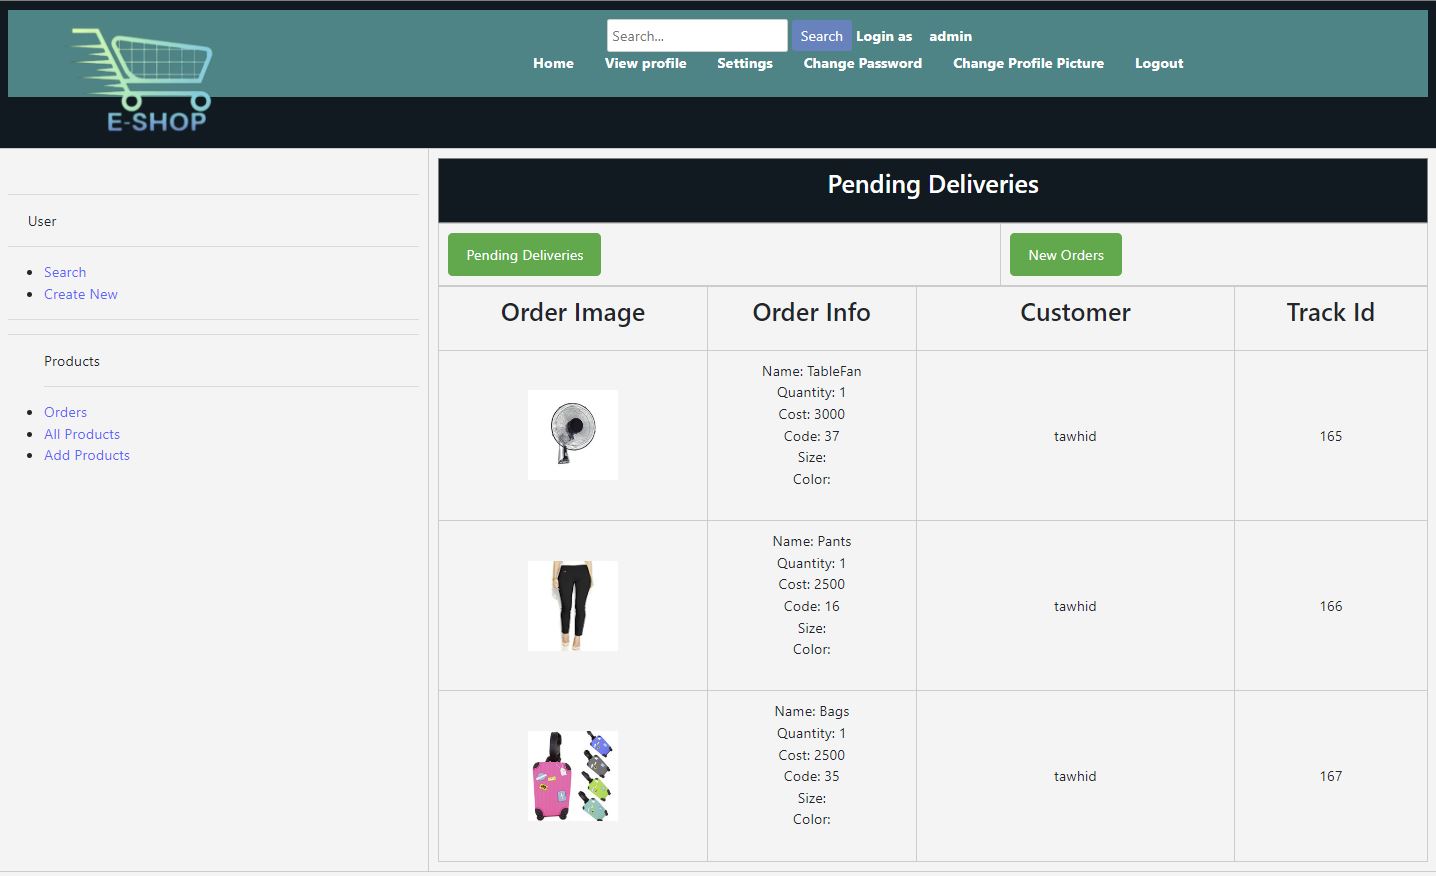 Search... Search Login as admin
Home View profile Settings Change Password Change Profile Picture Logout
E-SHOP
User
Search
Create New
Products
Orders
All Products
Add Products
Pending Deliveries
Pending Deliveries New Orders
Order Image Order Info Customer Track Id
Name: TableFan
Quantity: 1
Cost: 3000
Code: 37
Size:
Color:
tawhid
165
Name: Pants
Quantity: 1
Cost: 2500
Code: 16
Size:
Color:
tawhid
166
Name: Bags
Quantity: 1
Cost: 2500
Code: 35
Size:
Color:
tawhid
167